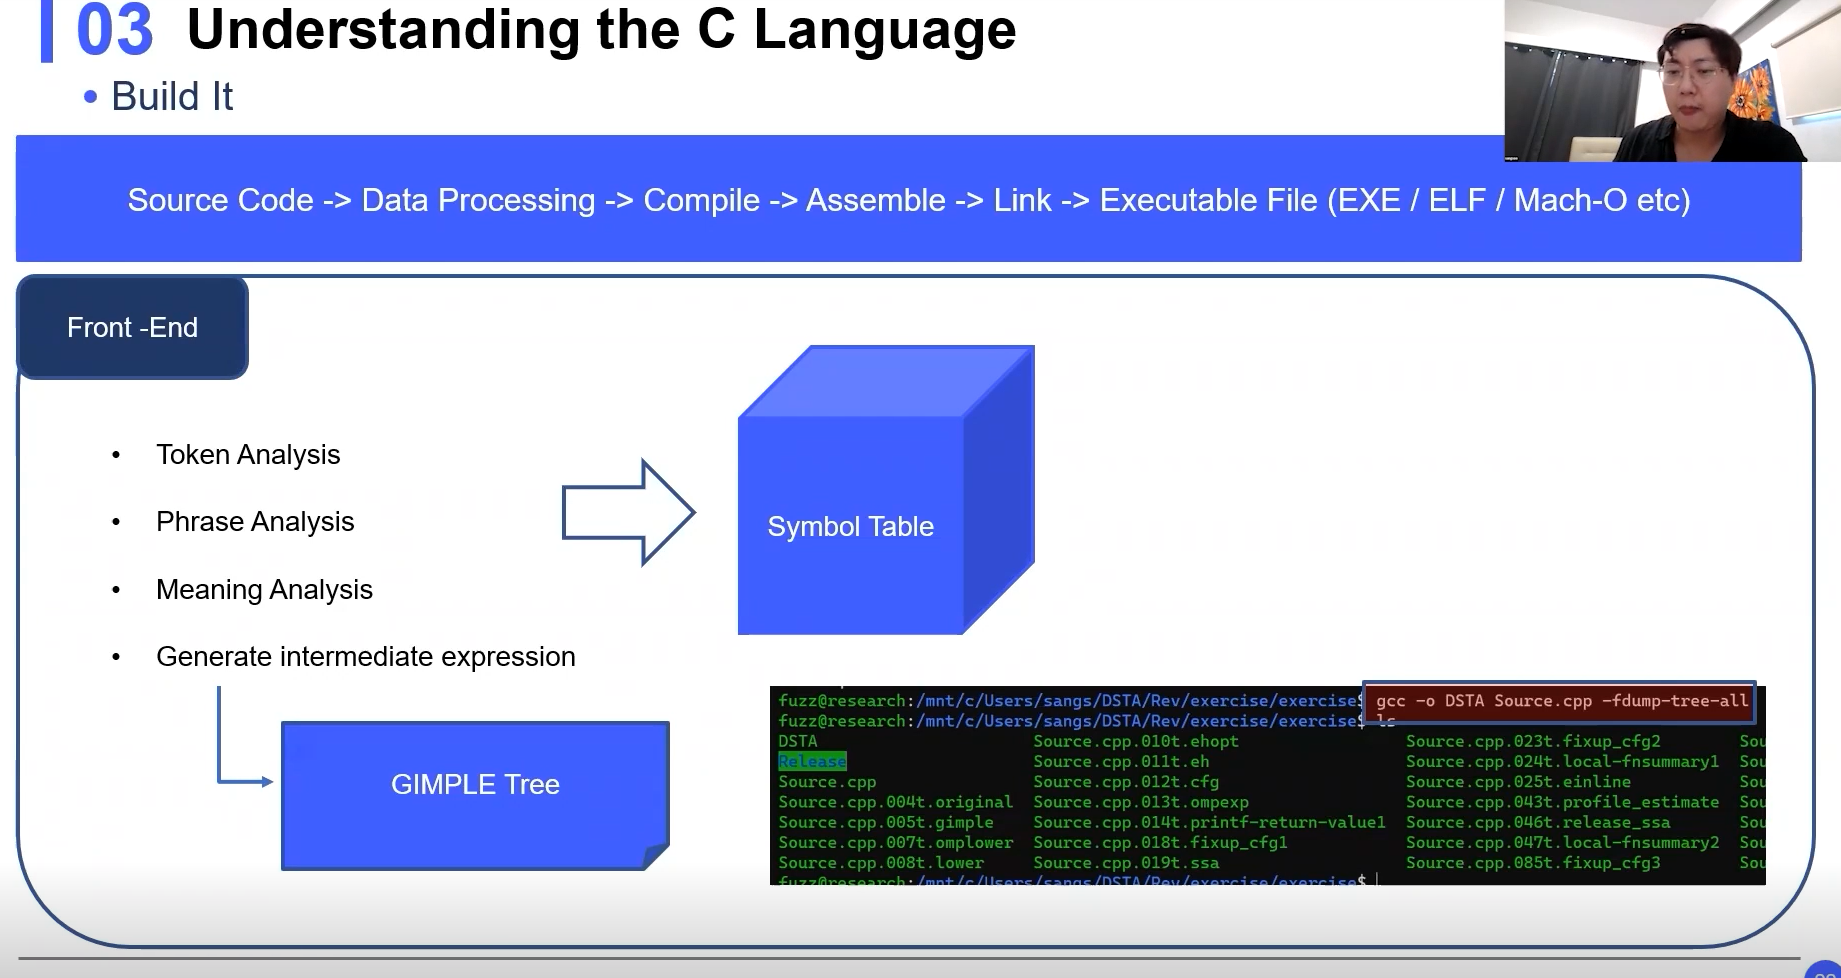 03 Understanding the C Language
• Build It
Source Code -> Data Processing -> Compile -> Assemble -> Link -> Executable File (EXE / ELF / Mach-O etc)
Front -End
• Token Analysis
• Phrase Analysis
• Meaning Analysis
• Generate intermediate expression
Symbol Table
GIMPLE Tree
fuzz@research:/mnt/c/Users/sangs/DSTA/Rev/exercise/exercise$ gcc -o DSTA Source.cpp -fdump-tree-all
fuzz@research:/mnt/c/Users/sangs/DSTA/Rev/exercise/exercise$ ls
DSTA Source.cpp.010t.ehopt Source.cpp.023t.fixup_cfg2 Sou
Release Source.cpp.011t.eh Source.cpp.024t.local-fnsummary1 Sou
Source.cpp Source.cpp.012t.cfg Source.cpp.025t.einline Sou
Source.cpp.004t.original Source.cpp.013t.ompexp Source.cpp.043t.profile_estimate Sou
Source.cpp.005t.gimple Source.cpp.014t.printf-return-value1 Source.cpp.046t.release_ssa Sou
Source.cpp.007t.omplower Source.cpp.018t.fixup_cfg1 Source.cpp.047t.local-fnsummary2 Sou
Source.cpp.008t.lower Source.cpp.019t.ssa Source.cpp.085t.fixup_cfg3 Sou
fuzz@research:/mnt/c/Users/sangs/DSTA/Rev/exercise/exercise$